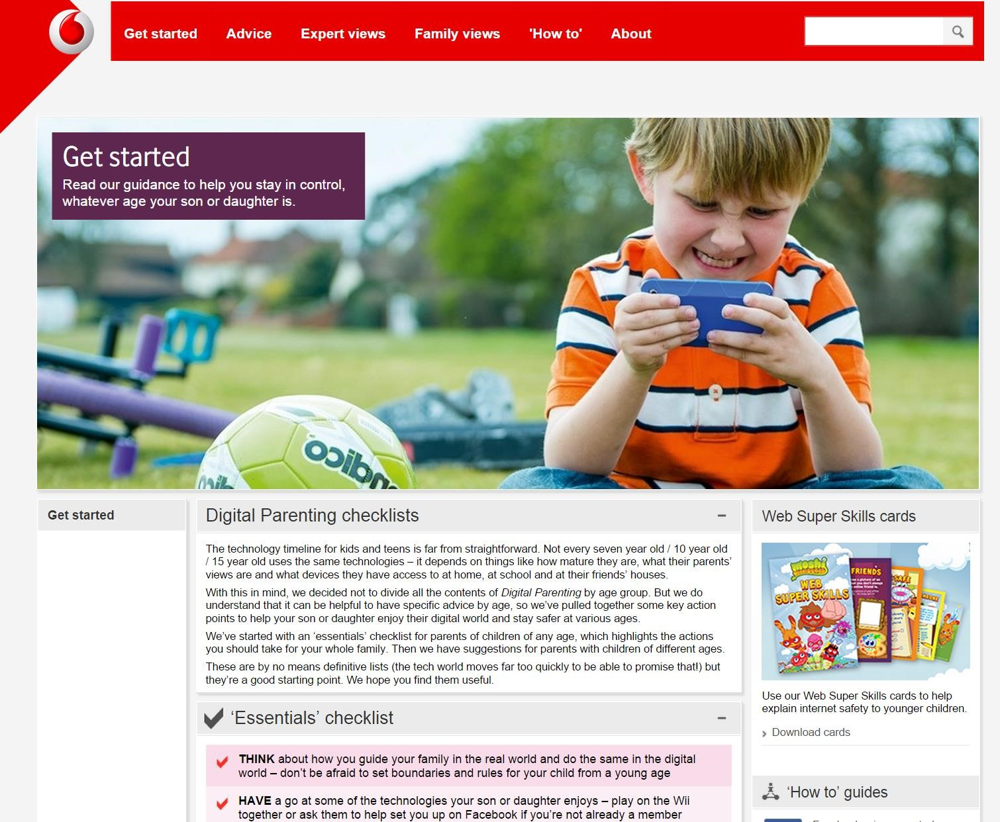 Get started
Advice
Expert views
Family views
'How to'
About
Get started
Read our guidance to help you stay in control,
whatever age your son or daughter is.
Get started
Digital Parenting checklists
The technology timeline for kids and teens is far from straightforward. Not every seven year old / 10 year old
/ 15 year old uses the same technologies – it depends on things like how mature they are, what their parents’
views are and what devices they have access to at home, at school and at their friends’ houses.
With this in mind, we decided not to divide all the contents of Digital Parenting by age group. But we do
understand that it can be helpful to have specific advice by age, so we’ve pulled together some key action
points to help your son or daughter enjoy their digital world and stay safer at various ages.
We’ve started with an ‘essentials’ checklist for parents of children of any age, which highlights the actions
you should take for your whole family. Then we have suggestions for parents with children of different ages.
These are by no means definitive lists (the tech world moves far too quickly to be able to promise that!) but
they’re a good starting point. We hope you find them useful.
‘Essentials’ checklist
THINK about how you guide your family in the real world and do the same in the digital
world – don’t be afraid to set boundaries and rules for your child from a young age
HAVE a go at some of the technologies your son or daughter enjoys – play on the Wii
together or ask them to help set you up on Facebook if you’re not already a member
Web Super Skills cards
moshi
WEB
SUPER SKILLS
FRIENDS
SAFE
Use our Web Super Skills cards to help
explain internet safety to younger children.
Download cards
‘How to’ guides